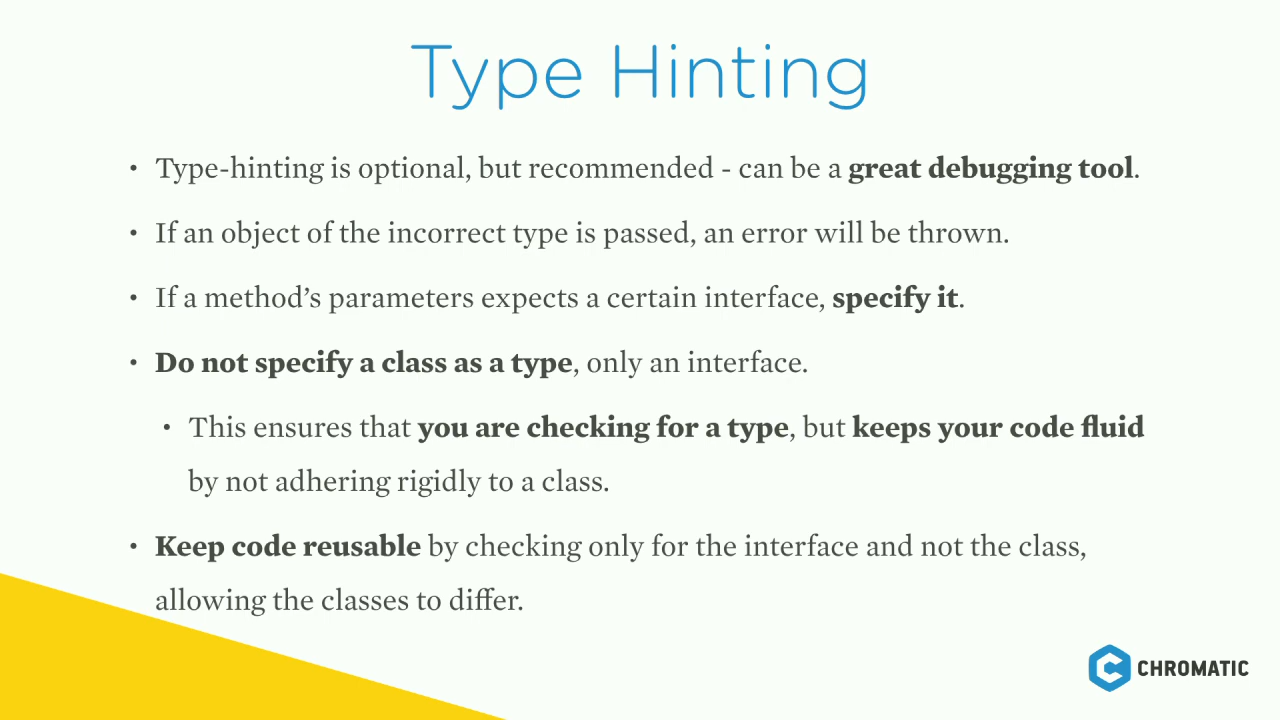 Type Hinting
• Type-hinting is optional, but recommended - can be a great debugging tool.
• If an object of the incorrect type is passed, an error will be thrown.
• If a method’s parameters expects a certain interface, specify it.
• Do not specify a class as a type, only an interface.
• This ensures that you are checking for a type, but keeps your code fluid
by not adhering rigidly to a class.
• Keep code reusable by checking only for the interface and not the class,
allowing the classes to differ.
CHROMATIC